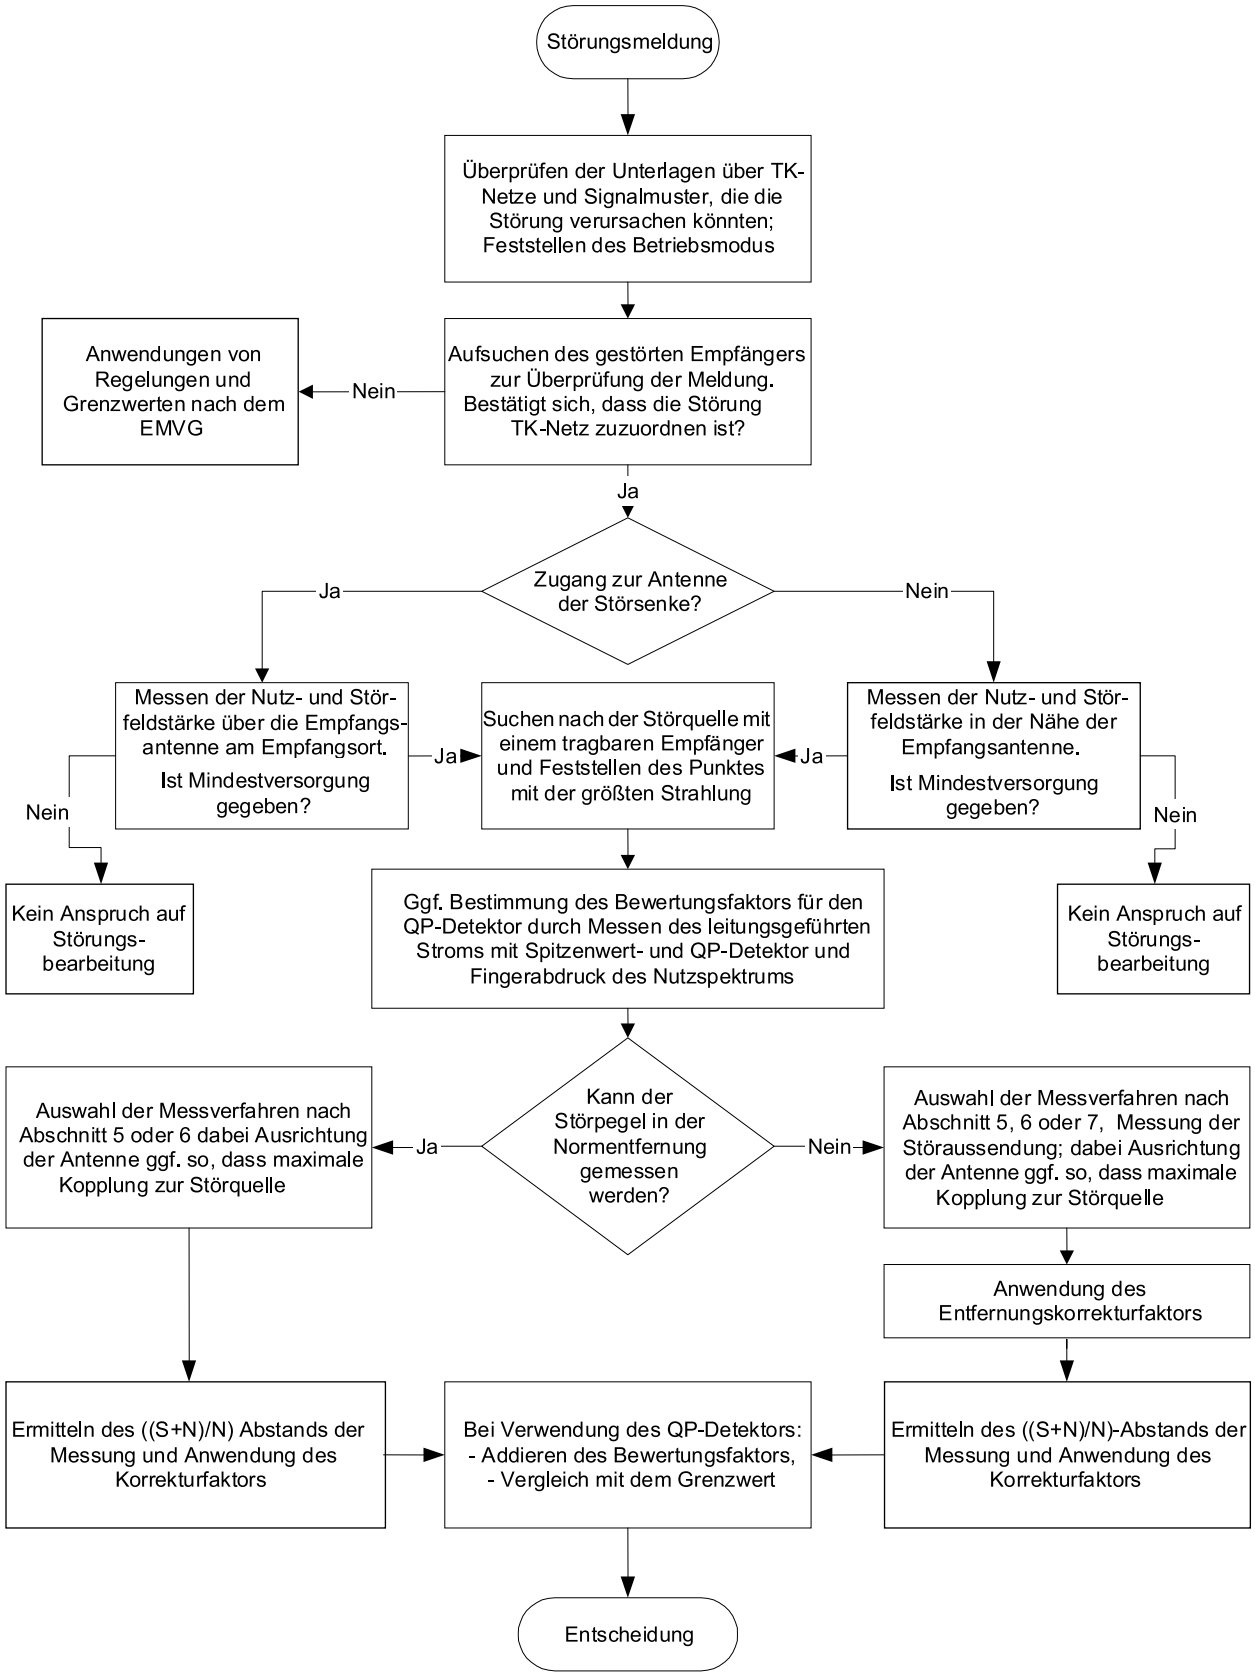 Störungsmeldung
Überprüfen der Unterlagen über TK-
Netze und Signalmuster, die die
Störung verursachen könnten;
Feststellen des Betriebsmodus
Anwendungen von
Regelungen und
Grenzwerten nach dem
EMVG
Nein
Aufsuchen des gestörten Empfängers
zur Überprüfung der Meldung.
Bestätigt sich, dass die Störung
TK-Netz zuzuordnen ist?
Ja
Zugang zur Antenne
der Störsenke?
Ja
Nein
Messen der Nutz- und Stör-
feldstärke über die Empfangs-
antenne am Empfangsort.
Ist Mindestversorgung
gegeben?
Ja
Suchen nach der Störquelle mit
einem tragbaren Empfänger
und Feststellen des Punktes
mit der größten Strahlung
Ja
Messen der Nutz- und Stör-
feldstärke in der Nähe der
Empfangsantenne.
Ist Mindestversorgung
gegeben?
Nein
Nein
Kein Anspruch auf
Störungs-
bearbeitung
Ggf. Bestimmung des Bewertungsfaktors für den
QP-Detektor durch Messen des leitungsgeführten
Stroms mit Spitzenwert- und QP-Detektor und
Fingerabdruck des Nutzspektrums
Kein Anspruch auf
Störungs-
bearbeitung
Auswahl der Messverfahren nach
Abschnitt 5 oder 6 dabei Ausrichtung
der Antenne ggf. so, dass maximale
Kopplung zur Störquelle
Ja
Kann der
Störpegel in der
Normentfernung
gemessen
werden?
Nein
Auswahl der Messverfahren nach
Abschnitt 5, 6 oder 7, Messung der
Störaussendung; dabei Ausrichtung
der Antenne ggf. so, dass maximale
Kopplung zur Störquelle
Anwendung des
Entfernungskorrekturfaktors
Ermitteln des ((S+N)/N) Abstands der
Messung und Anwendung des
Korrekturfaktors
Bei Verwendung des QP-Detektors:
- Addieren des Bewertungsfaktors,
- Vergleich mit dem Grenzwert
Ermitteln des ((S+N)/N)-Abstands der
Messung und Anwendung des
Korrekturfaktors
Entscheidung